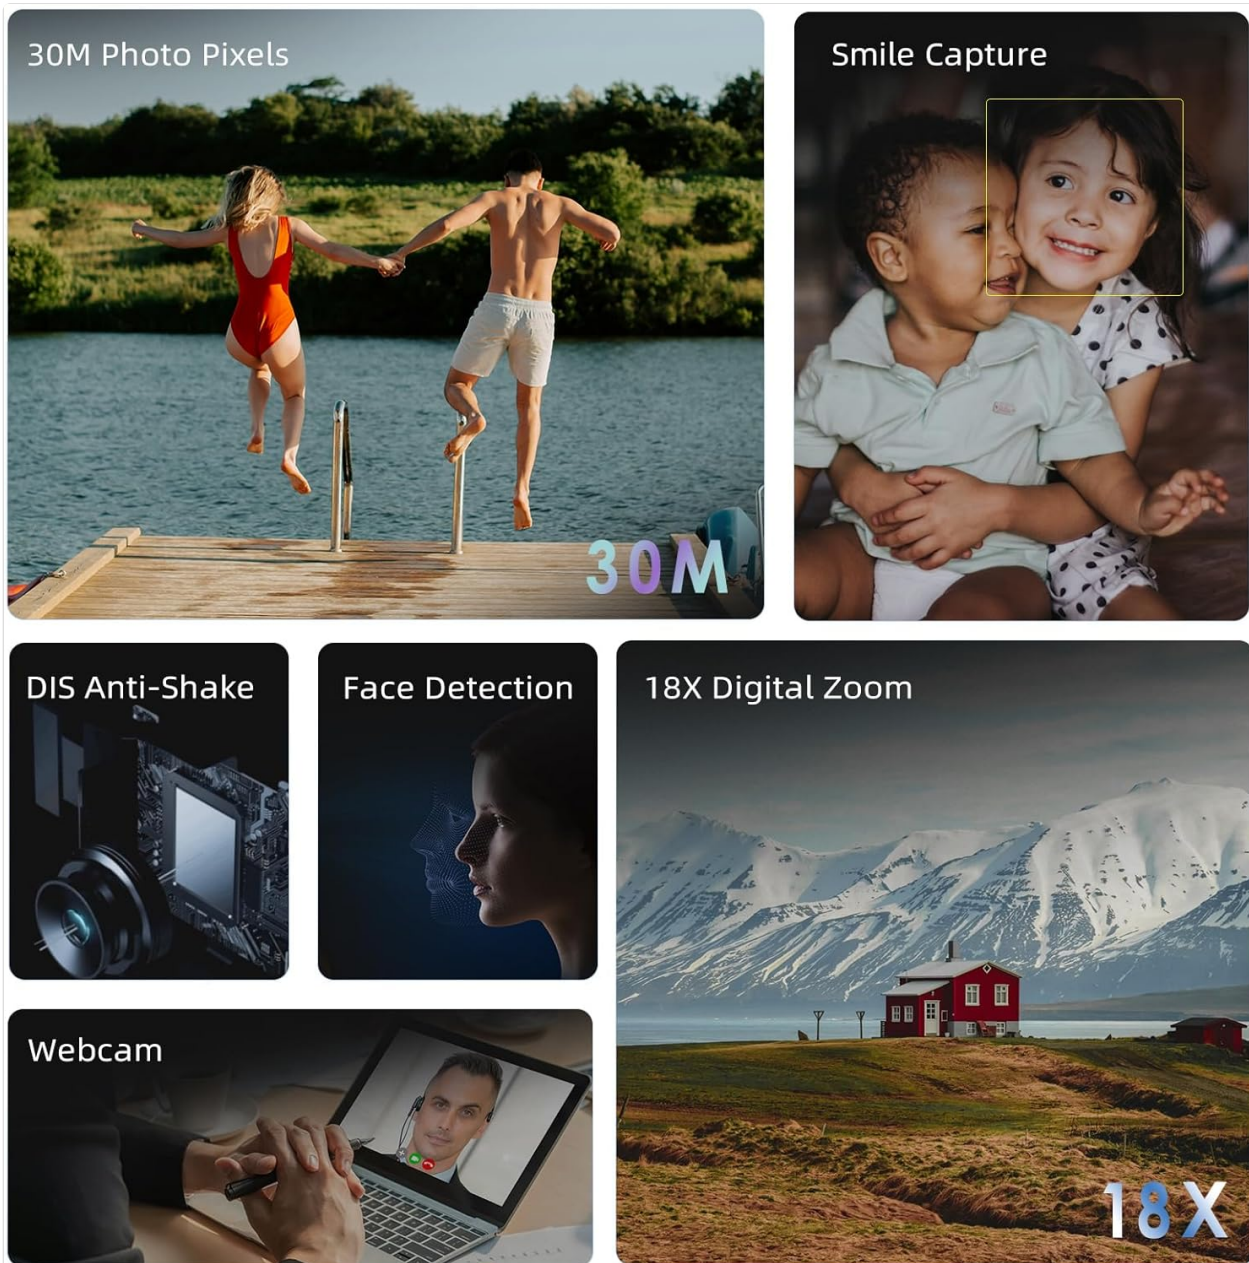 30M Photo Pixels
Smile Capture
30M
DIS Anti-Shake
Face Detection
18X Digital Zoom
Webcam
18X